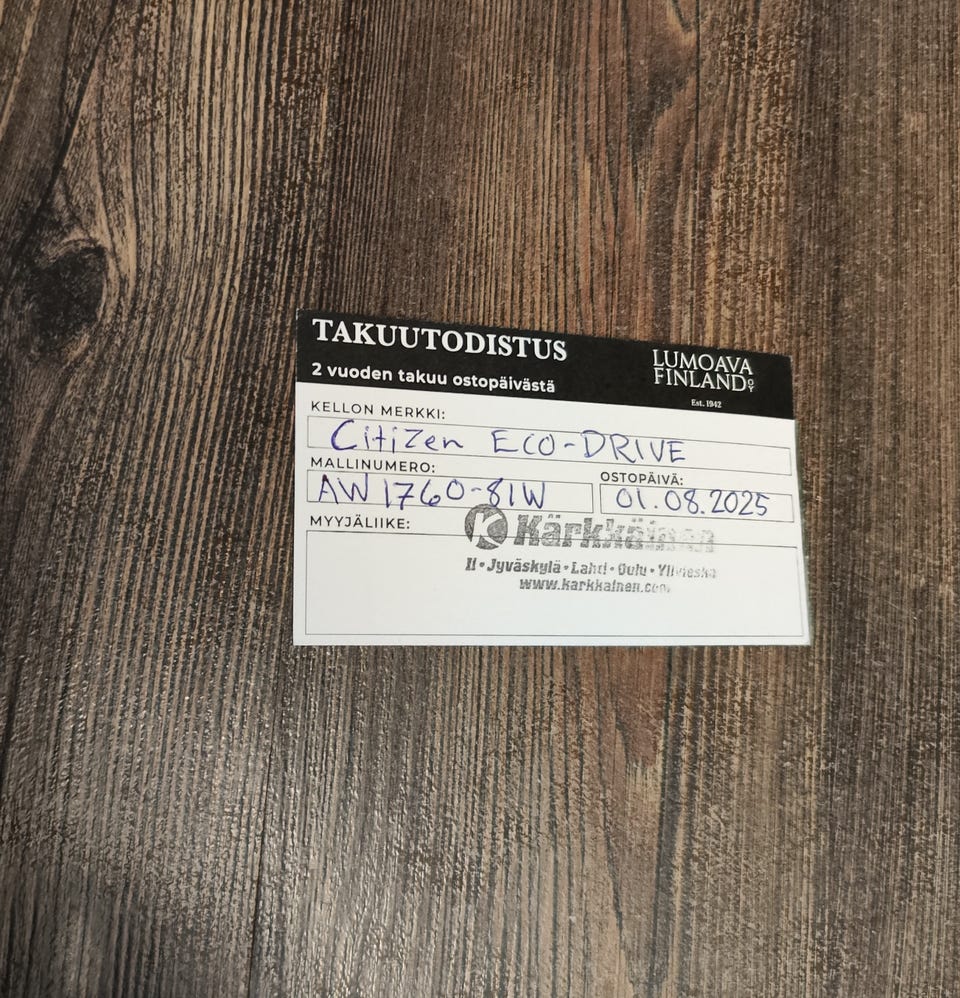 TAKUUTODISTUS
2 vuoden takuu ostopäivästä
LUMOAVA
FINLAND OY
Est. 1942
KELLON MERKKI:
Citizen ECO-DRIVE
MALLINUMERO:
AW1760-81W
OSTOPÄIVÄ:
01.08.2025
MYYJÄLIIKE:
K Kärkkäinen
Ii • Jyväskylä • Lahti • Oulu • Ylivieska
www.karkkainen.com